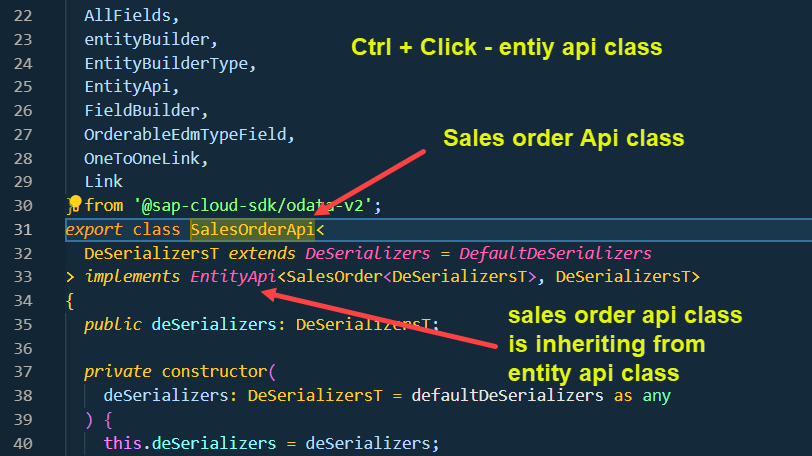 22 AllFields,
23 entityBuilder,
24 EntityBuilderType,
25 EntityApi,
26 FieldBuilder,
27 OrderableEdmTypeField,
28 OneToOneLink,
29 Link
30 } from '@sap-cloud-sdk/odata-v2';
31 export class SalesOrderApi<
32 DeSerializersT extends DeSerializers = DefaultDeSerializers
33 > implements EntityApi<SalesOrder<DeSerializersT>, DeSerializersT>
34 {
35 public deSerializers: DeSerializersT;
36
37 private constructor(
38 deSerializers: DeSerializersT = defaultDeSerializers as any
39 ) {
40 this.deSerializers = deSerializers;
Ctrl + Click - entiy api class
Sales order Api class
sales order api class
is inheriting from
entity api class